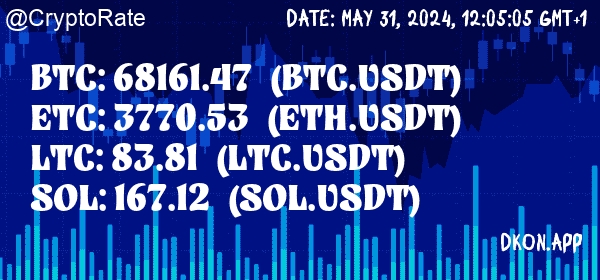 @CryptoRate
DATE: MAY 31, 2024, 12:05:05 GMT+1
BTC: 68161.47 (BTC.USDT)
ETC: 3770.53 (ETH.USDT)
LTC: 83.81 (LTC.USDT)
SOL: 167.12 (SOL.USDT)
DKON.APP